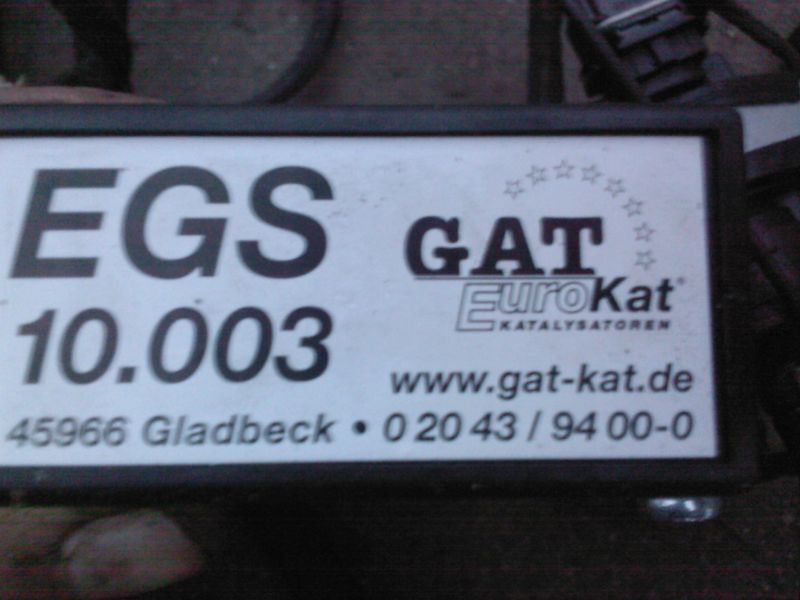 EGS
10.003
GAT
EuroKat®
KATALYSATOREN
www.gat-kat.de
45966 Gladbeck • 0 20 43 / 94 00-0